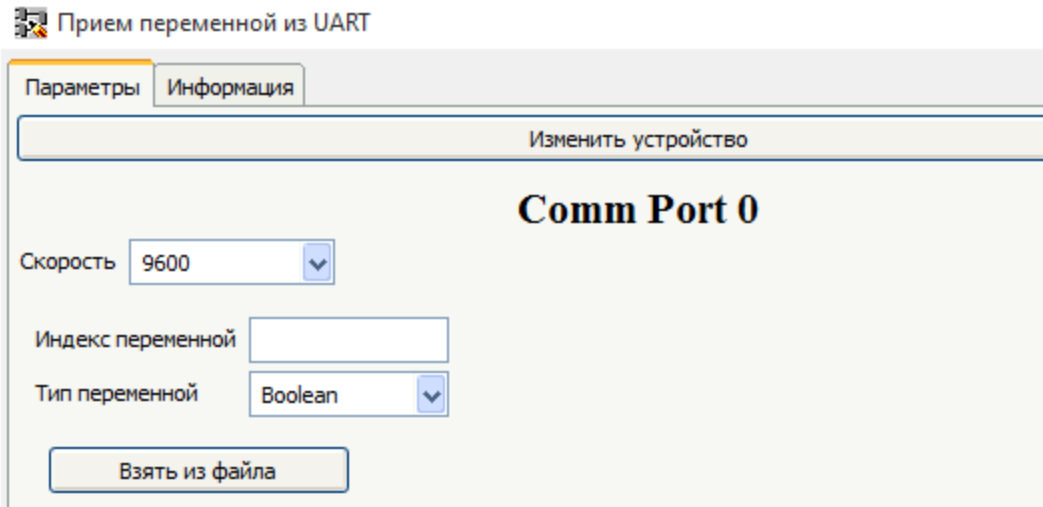 Прием переменной из UART
Параметры Информация
Изменить устройство
Comm Port 0
Скорость 9600
Индекс переменной
Тип переменной Boolean
Взять из файла